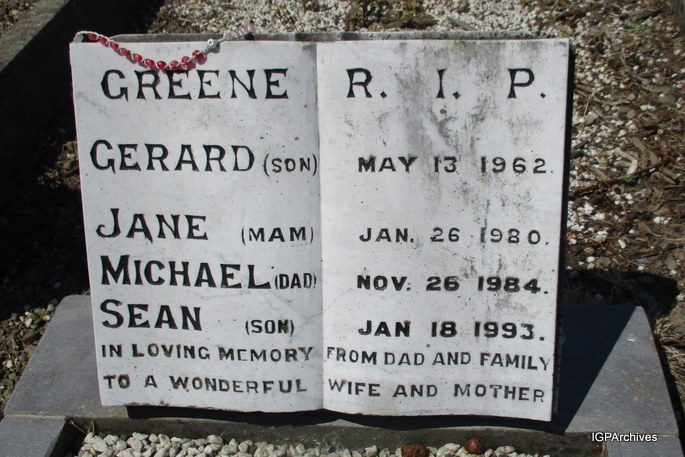 GREENE R. I. P.
GERARD (SON) MAY 13 1962.
JANE (MAM) JAN. 26 1980.
MICHAEL (DAD) NOV. 26 1984.
SEAN (SON) JAN 18 1993.
IN LOVING MEMORY FROM DAD AND FAMILY
TO A WONDERFUL WIFE AND MOTHER
IGPArchives